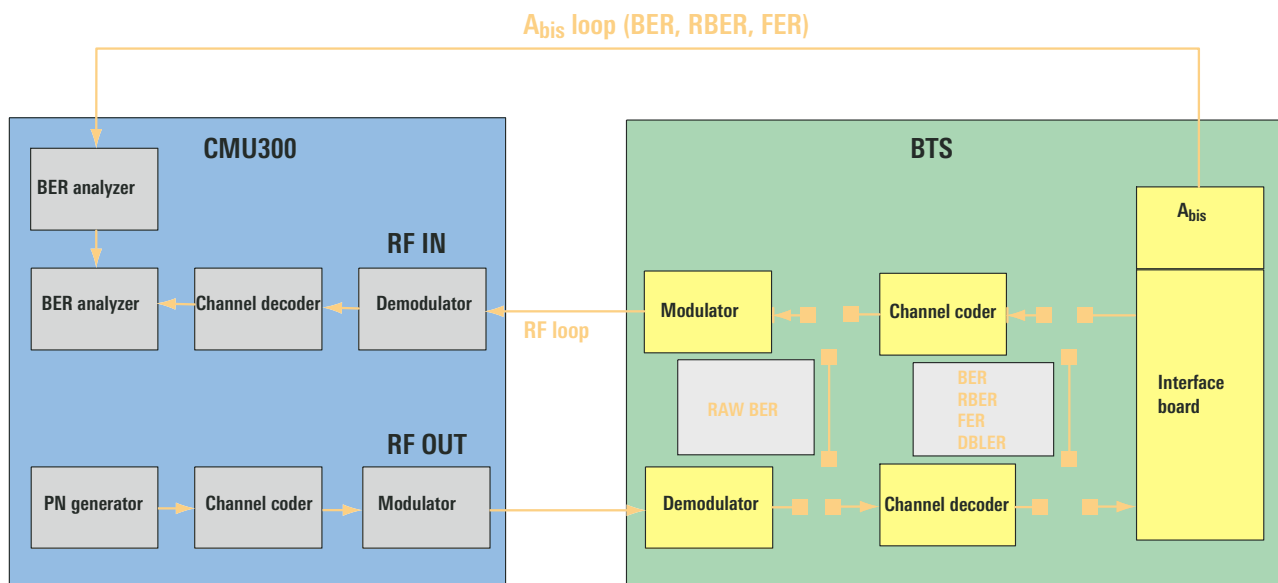 Abis loop (BER, RBER, FER)
CMU300
BTS
BER analyzer
Abis
RF IN
BER analyzer
Channel decoder
Demodulator
RF loop
Modulator
Channel coder
RAW BER
BER
RBER
FER
DBLER
Interface
board
RF OUT
PN generator
Channel coder
Modulator
Demodulator
Channel decoder